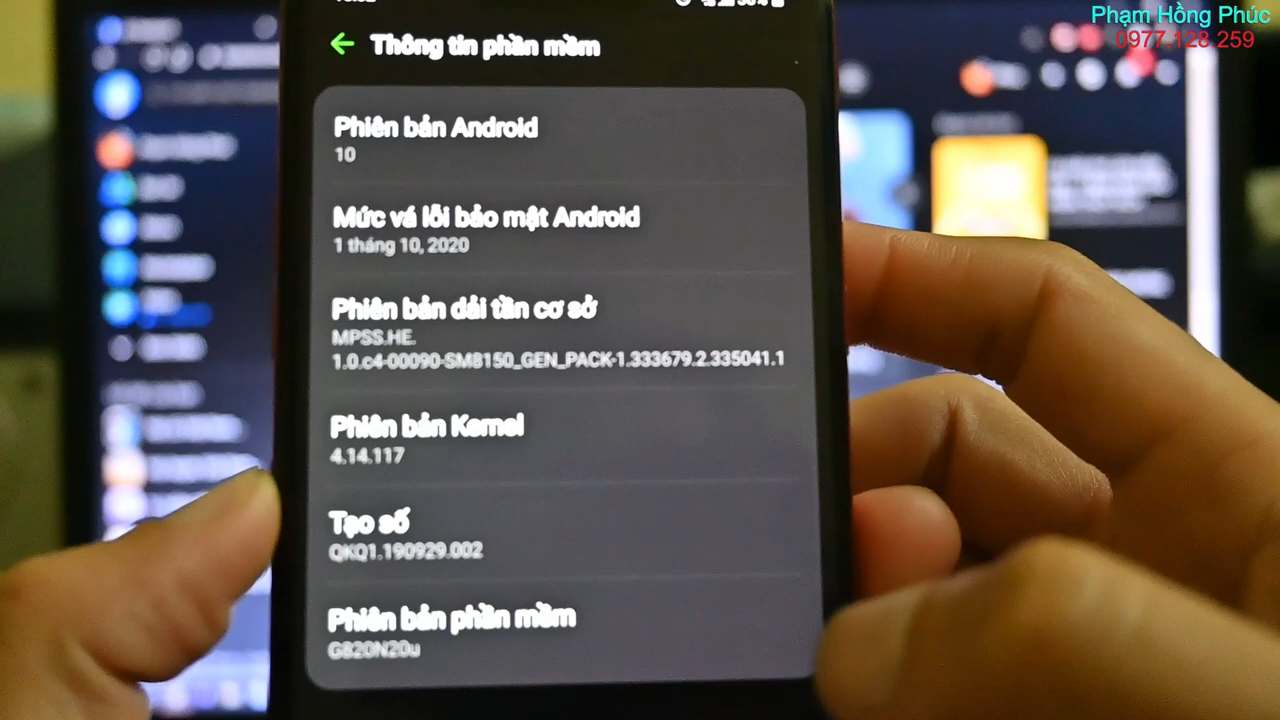 Phạm Hồng Phúc
0977.128.259
Thông tin phần mềm
Phiên bản Android
10
Mức vá lỗi bảo mật Android
1 tháng 10, 2020
Phiên bản dải tần cơ sở
MPSS.HE.
1.0.c4-00090-SM8150_GEN_PACK-1.333679.2.335041.1
Phiên bản Kernel
4.14.117
Tạo số
QKQ1.190929.002
Phiên bản phần mềm
G820N20u